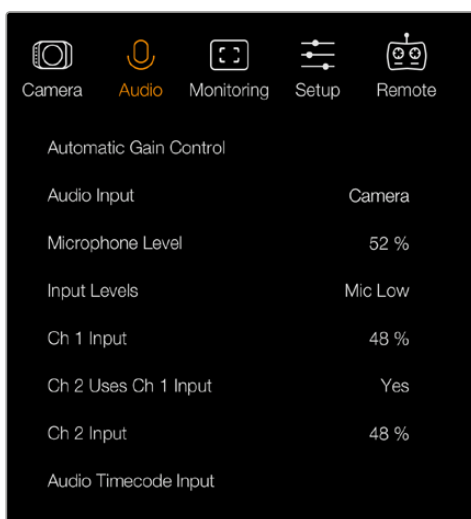 Camera Audio Monitoring Setup Remote
Automatic Gain Control
Audio Input Camera
Microphone Level 52 %
Input Levels Mic Low
Ch 1 Input 48 %
Ch 2 Uses Ch 1 Input Yes
Ch 2 Input 48 %
Audio Timecode Input